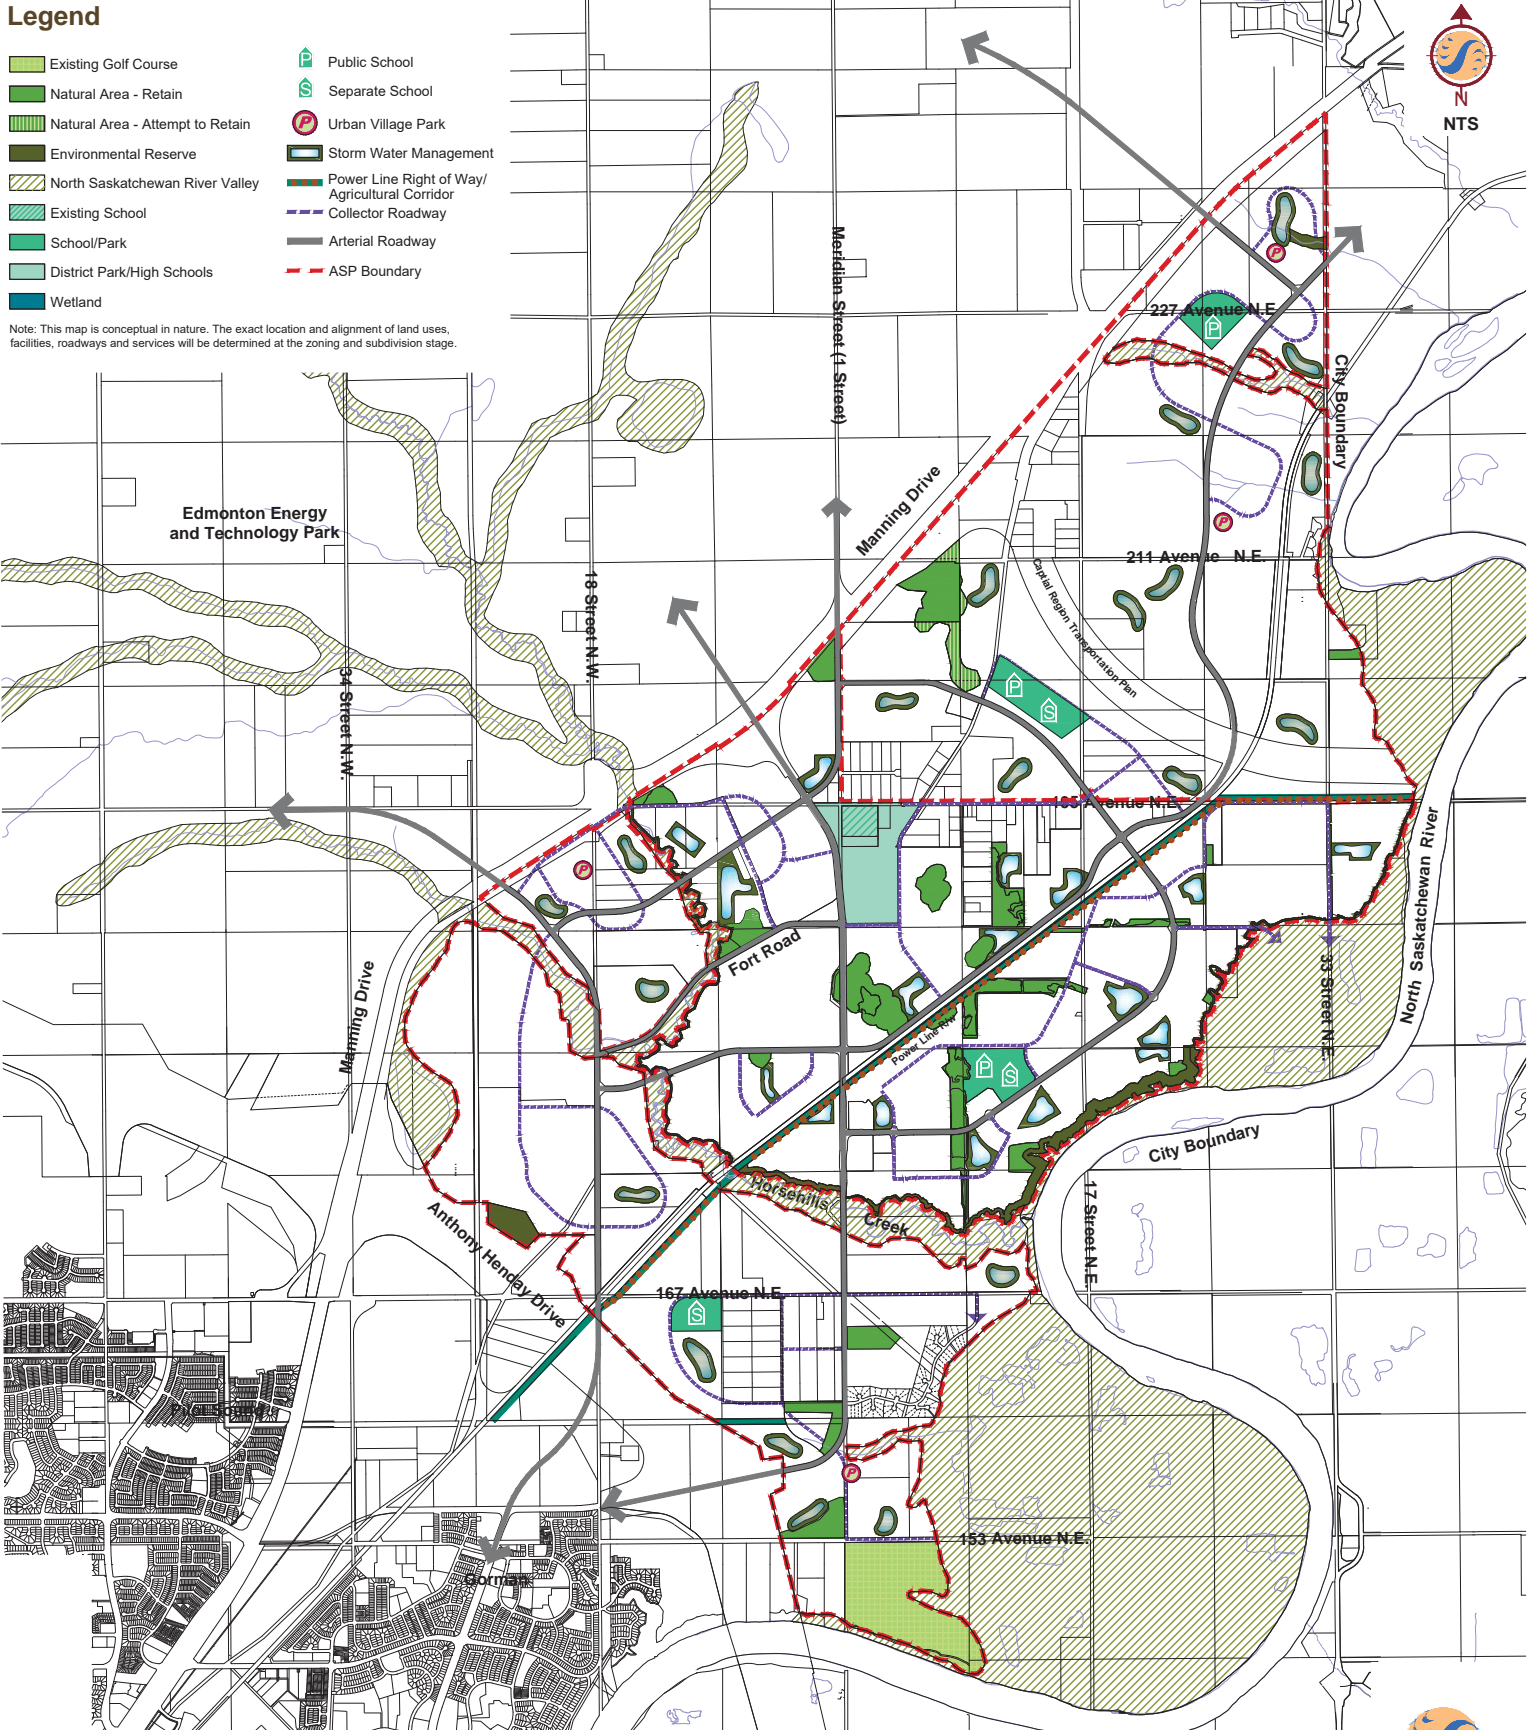 Legend
Existing Golf Course
Natural Area - Retain
Natural Area - Attempt to Retain
Environmental Reserve
North Saskatchewan River Valley
Existing School
School/Park
District Park/High Schools
Wetland
P
Public School
S
Separate School
P
Urban Village Park
Storm Water Management
Power Line Right of Way/
Agricultural Corridor
Collector Roadway
Arterial Roadway
ASP Boundary
Note: This map is conceptual in nature. The exact location and alignment of land uses,
facilities, roadways and services will be determined at the zoning and subdivision stage.
N
NTS
Meridian Street (1 Street)
P
227 Avenue N.E.
P
City Boundary
Manning Drive
Edmonton Energy
and Technology Park
P
211 Avenue N.E.
Captial Region Transportation Plan
18 Street N.W.
34 Street N.W.
P
S
195 Avenue N.E.
North Saskatchewan River
P
Fort Road
Manning Drive
33 Street N.E.
Power Line R/W
P
S
City Boundary
17 Street N.E.
Horsehills
Creek
Anthony Henday Drive
167 Avenue N.E.
S
Pilot Sound
P
153 Avenue N.E.
Gorman